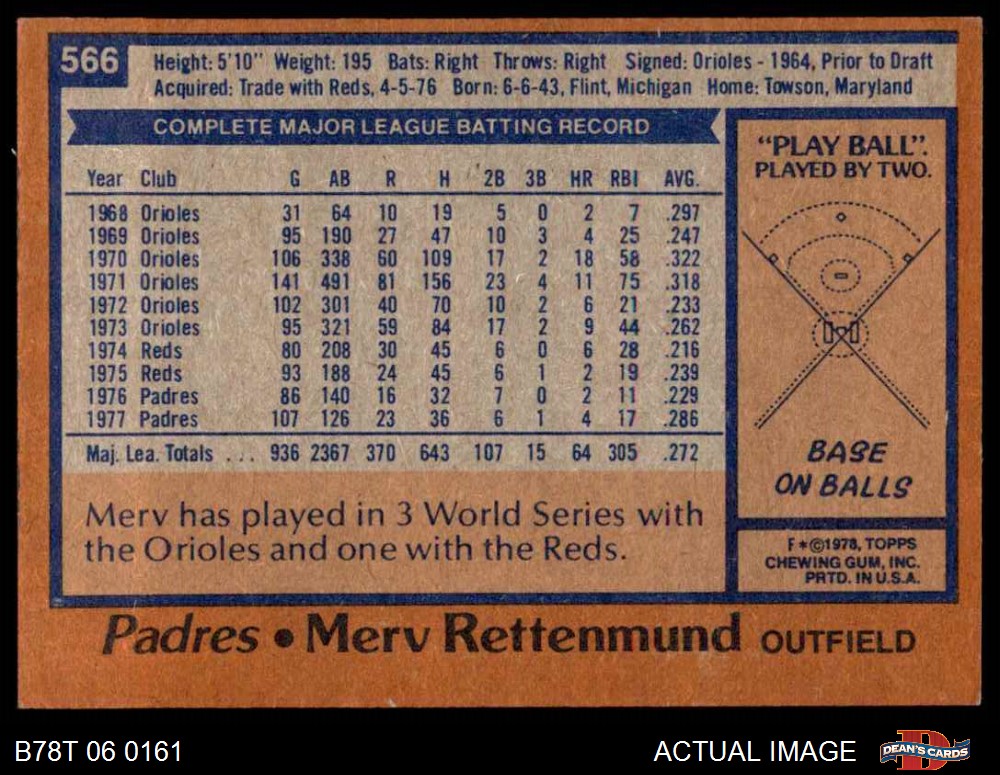 566
Height: 5'10" Weight: 195 Bats: Right Throws: Right Signed: Orioles - 1964, Prior to Draft
Acquired: Trade with Reds, 4-5-76 Born: 6-6-43, Flint, Michigan Home: Towson, Maryland
COMPLETE MAJOR LEAGUE BATTING RECORD
Year Club G AB R H 2B 3B HR RBI AVG.
1968 Orioles 31 64 10 19 5 0 2 7 .297
1969 Orioles 95 190 27 47 10 3 4 25 .247
1970 Orioles 106 338 60 109 17 2 18 58 .322
1971 Orioles 141 491 81 156 23 4 11 75 .318
1972 Orioles 102 301 40 70 10 2 6 21 .233
1973 Orioles 95 321 59 84 17 2 9 44 .262
1974 Reds 80 208 30 45 6 0 6 28 .216
1975 Reds 93 188 24 45 6 1 2 19 .239
1976 Padres 86 140 16 32 7 0 2 11 .229
1977 Padres 107 126 23 36 6 1 4 17 .286
Maj. Lea. Totals ... 936 2367 370 643 107 15 64 305 .272
Merv has played in 3 World Series with
the Orioles and one with the Reds.
"PLAY BALL".
PLAYED BY TWO.
BASE
ON BALLS
F*©1978, TOPPS
CHEWING GUM, INC.
PRTD. IN U.S.A.
Padres • Merv Rettenmund OUTFIELD
B78T 06 0161
ACTUAL IMAGE
DEAN'S CARDS